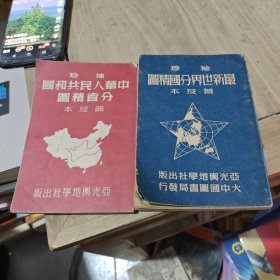 袖珍
中華人民共和國
分省精圖
普及本
亞光輿地學社出版
袖珍
最新世界分國精圖
普及本
亞光輿地學社出版
大中國圖書局發行